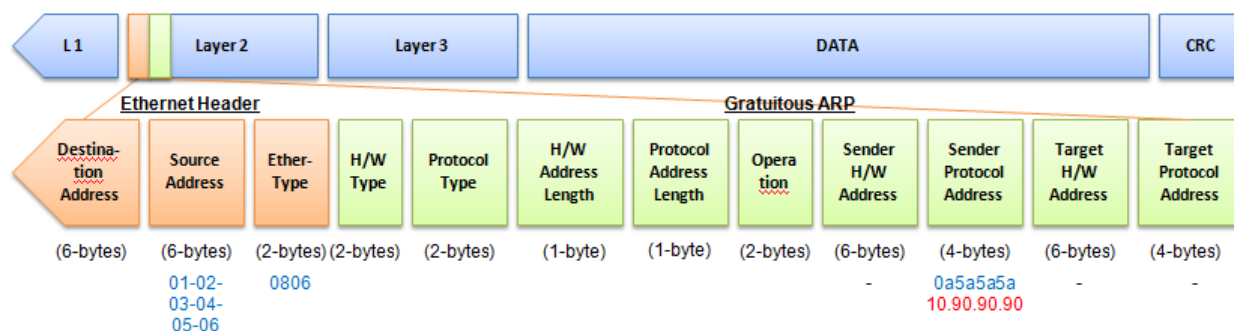 L 1
Layer 2
Layer 3
DATA
CRC
Ethernet Header
Gratuitous ARP
Destina-
tion
Address
Source
Address
Ether-
Type
H/W
Type
Protocol
Type
H/W
Address
Length
Protocol
Address
Length
Opera
tion
Sender
H/W
Address
Sender
Protocol
Address
Target
H/W
Address
Target
Protocol
Address
(6-bytes)
(6-bytes)
(2-bytes)
(2-bytes)
(2-bytes)
(1-byte)
(1-byte)
(2-bytes)
(6-bytes)
(4-bytes)
(6-bytes)
(4-bytes)
01-02-
03-04-
05-06
0806
-
0a5a5a5a
10.90.90.90
-
-